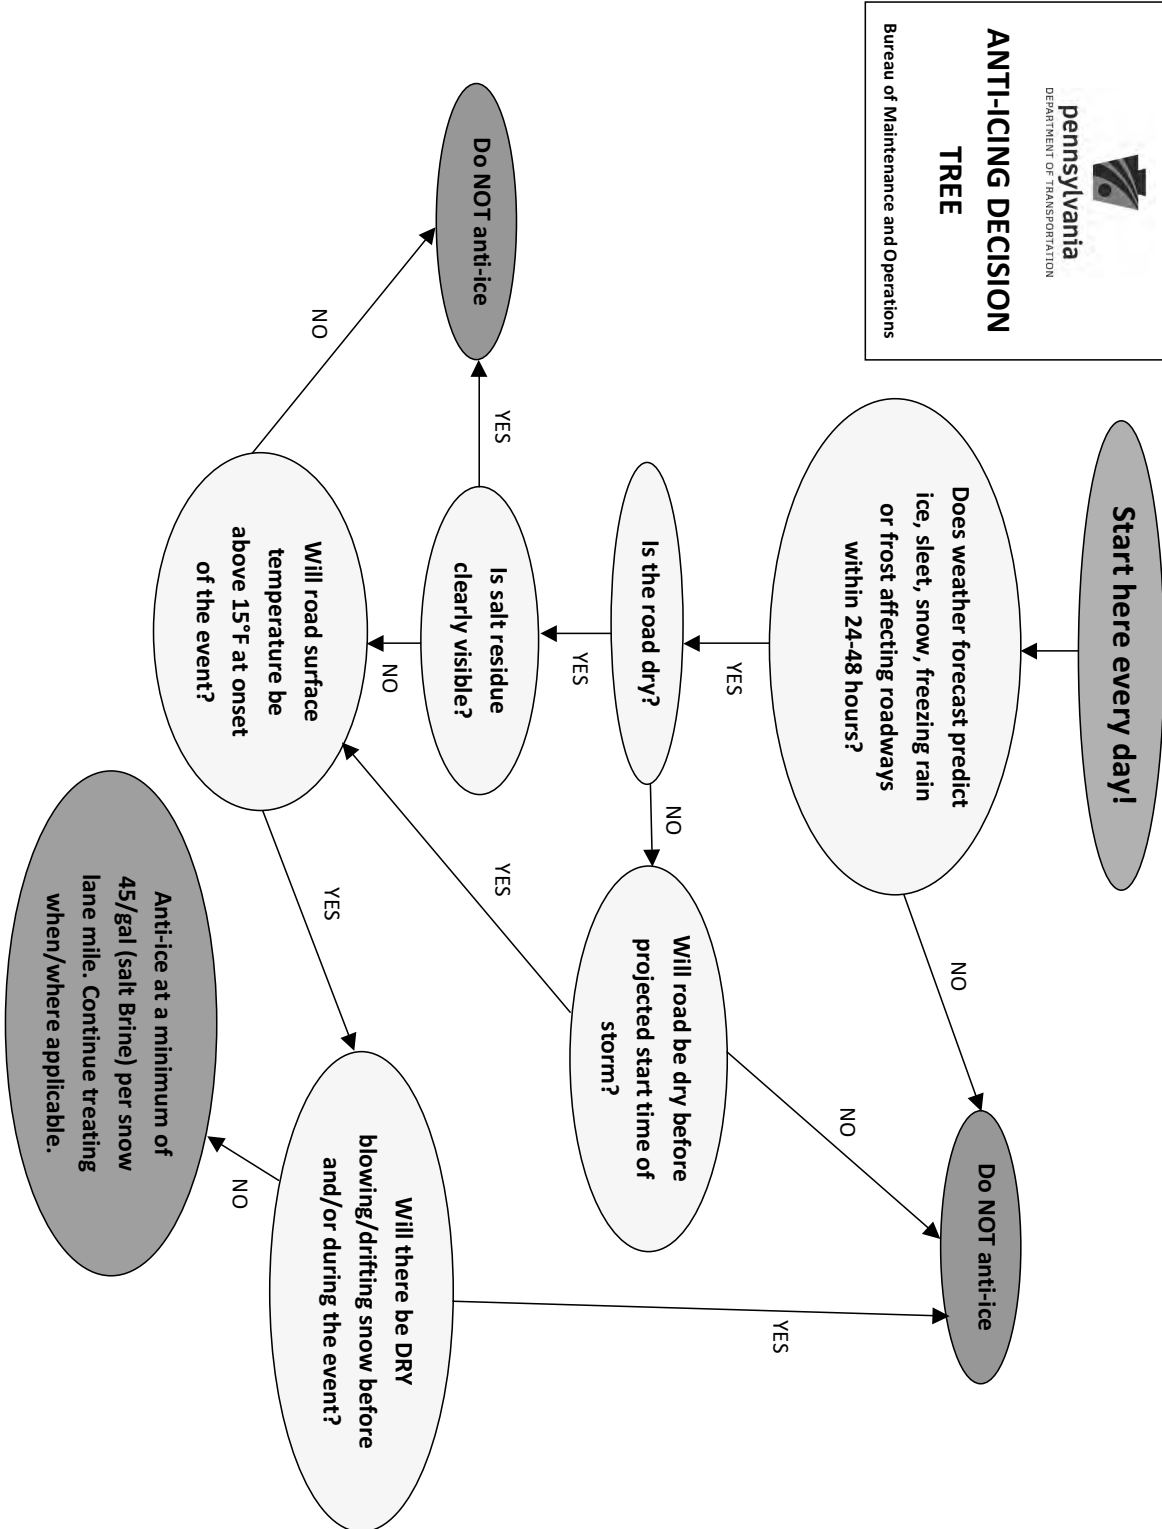 pennsylvania
DEPARTMENT OF TRANSPORTATION
ANTI-ICING DECISION
TREE
Bureau of Maintenance and Operations
Start here every day!
Does weather forecast predict
ice, sleet, snow, freezing rain
or frost affecting roadways
within 24-48 hours?
NO
Do NOT anti-ice
YES
Is the road dry?
NO
Will road be dry before
projected start time of
storm?
NO
YES
YES
Is salt residue
clearly visible?
YES
Do NOT anti-ice
NO
Will road surface
temperature be
above 15°F at onset
of the event?
NO
YES
Will there be DRY
blowing/drifting snow before
and/or during the event?
YES
NO
Anti-ice at a minimum of
45/gal (salt Brine) per snow
lane mile. Continue treating
when/where applicable.